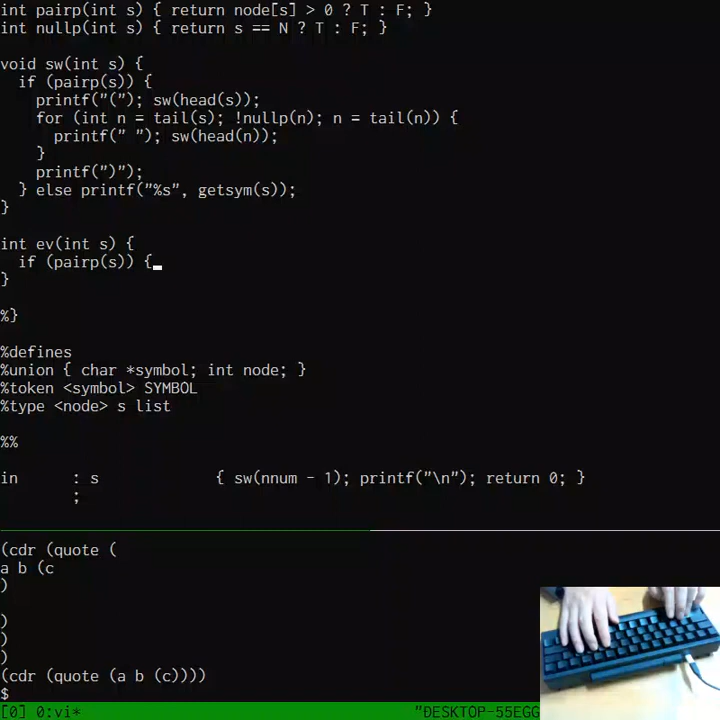 int pairp(int s) { return node[s] > 0 ? T : F; }
int nullp(int s) { return s == N ? T : F; }

void sw(int s) {
  if (pairp(s)) {
    printf("("); sw(head(s));
    for (int n = tail(s); !nullp(n); n = tail(n)) {
      printf(" "); sw(head(n));
    }
    printf(")");
  } else printf("%s", getsym(s));
}

int ev(int s) {
  if (pairp(s)) {
}

%}

%defines
%union { char *symbol; int node; }
%token <symbol> SYMBOL
%type <node> s list

%%

in      : s             { sw(nnum - 1); printf("\n"); return 0; }
        ;

(cdr (quote (
a b (c
)

)
)
)
(cdr (quote (a b (c))))
$
[0] 0:vi* "DESKTOP-55EGG